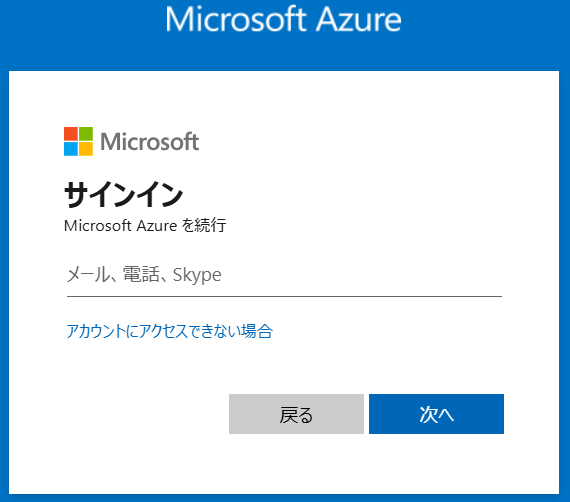 Microsoft Azure
Microsoft
サインイン
Microsoft Azure を続行
メール、電話、Skype
アカウントにアクセスできない場合
戻る
次へ